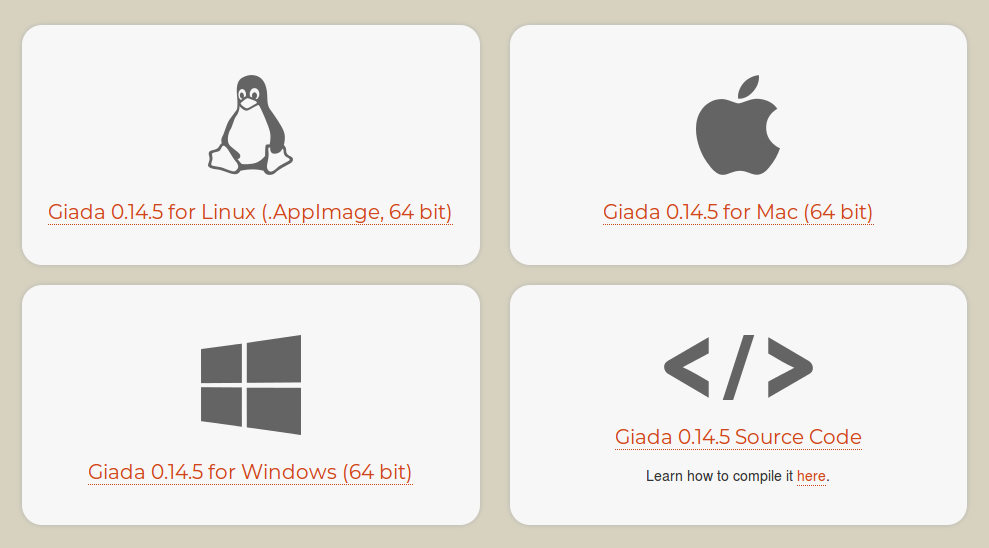 Giada 0.14.5 for Linux (.AppImage, 64 bit)
Giada 0.14.5 for Mac (64 bit)
Giada 0.14.5 for Windows (64 bit)
Giada 0.14.5 Source Code
Learn how to compile it here.